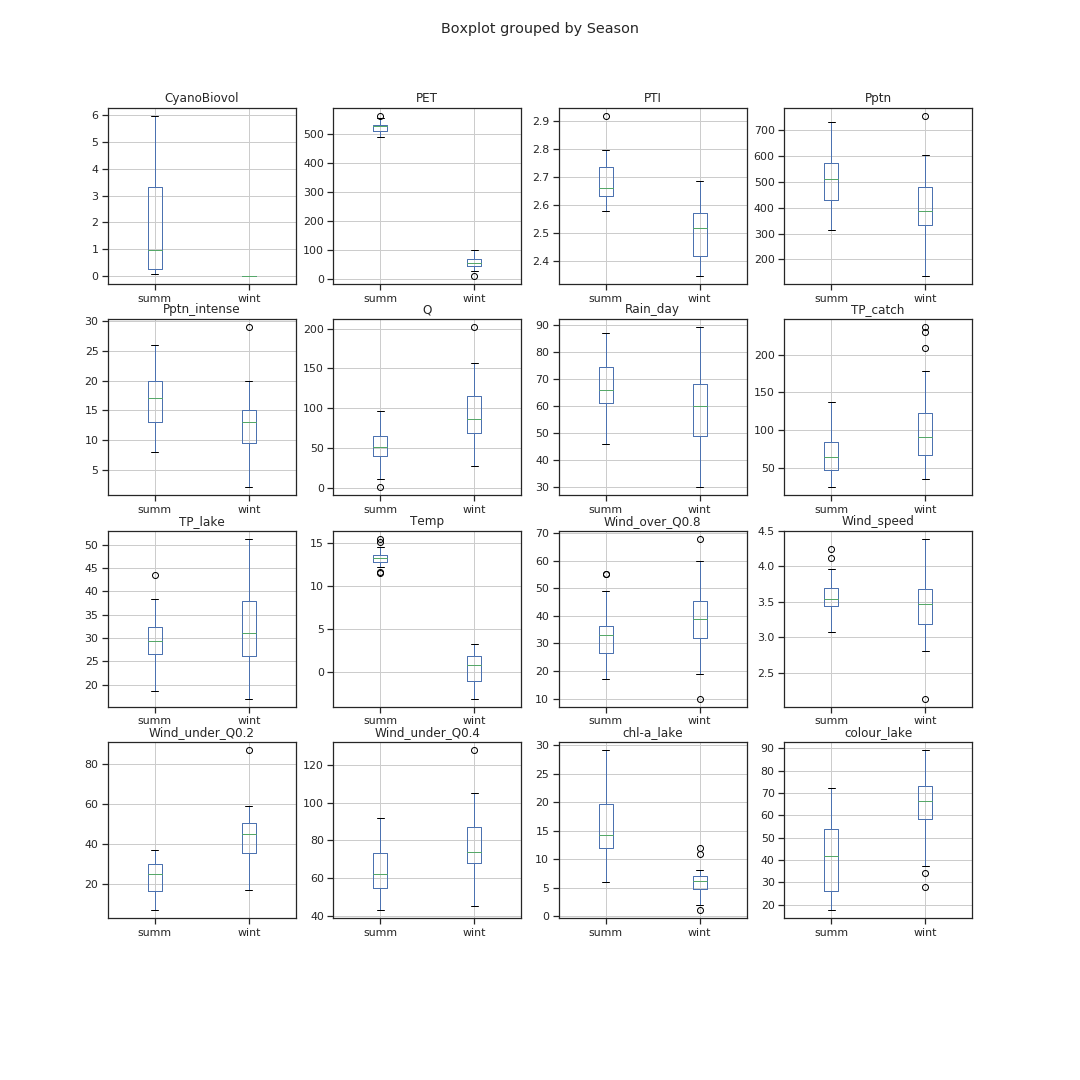 Boxplot grouped by Season
CyanoBiovol
6
5
4
3
2
1
0
summ wint
PET
500
400
300
200
100
0
summ wint
PTI
2.9
2.8
2.7
2.6
2.5
2.4
summ wint
Pptn
700
600
500
400
300
200
summ wint
Pptn_intense
30
25
20
15
10
5
summ wint
Q
200
150
100
50
0
summ wint
Rain_day
90
80
70
60
50
40
30
summ wint
TP_catch
200
150
100
50
summ wint
TP_lake
50
45
40
35
30
25
20
summ wint
Temp
15
10
5
0
summ wint
Wind_over_Q0.8
70
60
50
40
30
20
10
summ wint
Wind_speed
4.5
4.0
3.5
3.0
2.5
summ wint
Wind_under_Q0.2
80
60
40
20
summ wint
Wind_under_Q0.4
120
100
80
60
40
summ wint
chl-a_lake
30
25
20
15
10
5
0
summ wint
colour_lake
90
80
70
60
50
40
30
20
summ wint